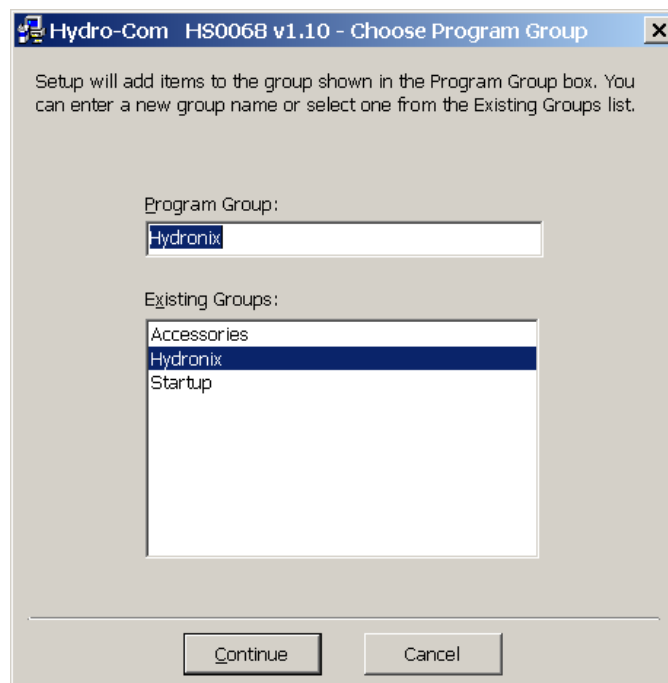 Hydro-Com HS0068 v1.10 - Choose Program Group
Setup will add items to the group shown in the Program Group box. You
can enter a new group name or select one from the Existing Groups list.
Program Group:
Hydronix
Existing Groups:
Accessories
Hydronix
Startup
Continue
Cancel